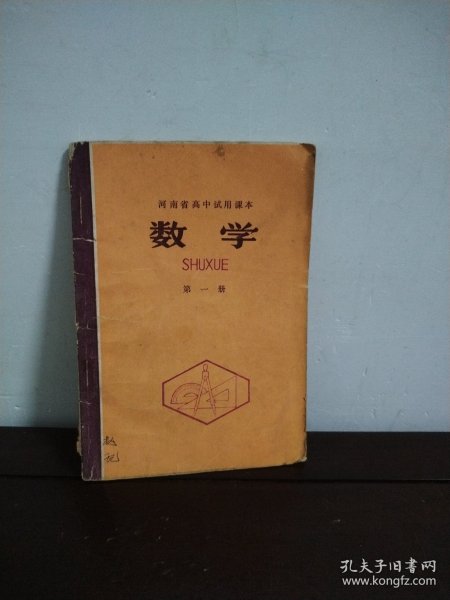 河南省高中试用课本
数学
SHUXUE
第一册
孔夫子旧书网
www.kongfz.com